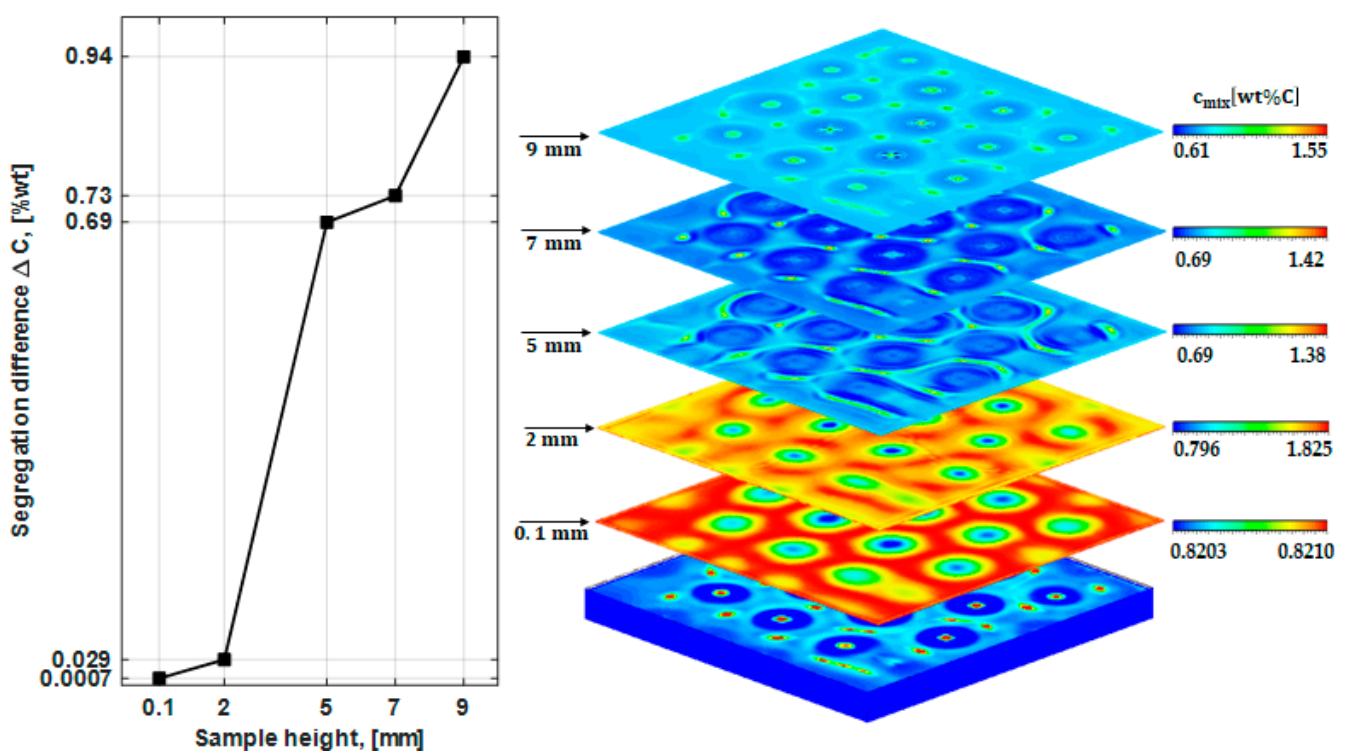 0.94
0.73
0.69
0.029
0.0007
Segregation difference Δ C, [%wt]
0.1 2 5 7 9
Sample height, [mm]
9 mm
7 mm
5 mm
2 mm
0. 1 mm
cmix[wt%C]
0.61 1.55
0.69 1.42
0.69 1.38
0.796 1.825
0.8203 0.8210